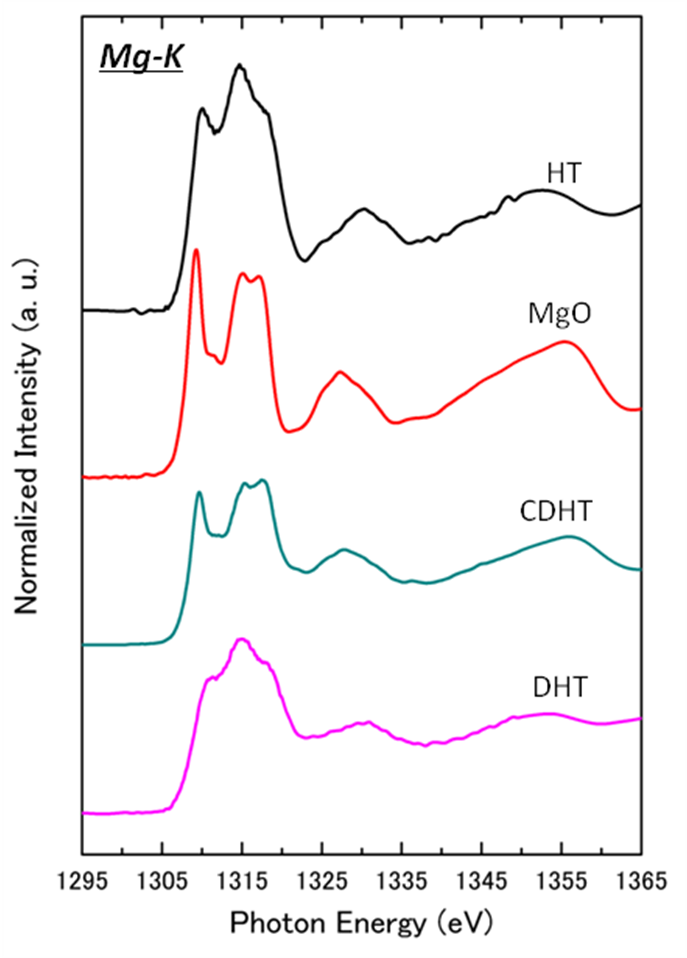 Mg-K
HT
MgO
CDHT
DHT
Normalized Intensity (a. u.)
1295 1305 1315 1325 1335 1345 1355 1365
Photon Energy (eV)